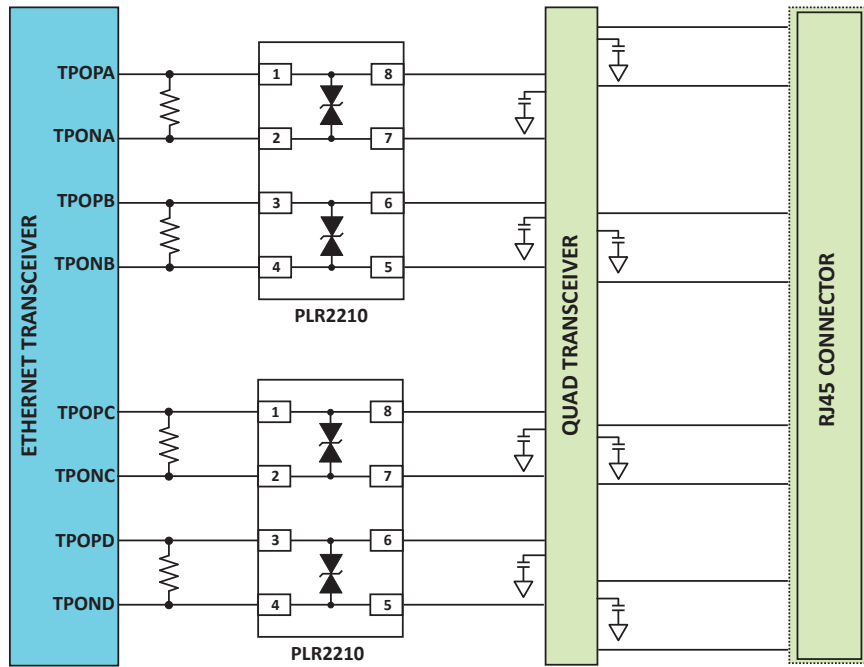 ETHERNET TRANSCEIVER
TPOPA
TPONA
TPOPB
TPONB
1
8
2
7
3
6
4
5
PLR2210
TPOPC
TPONC
TPOPD
TPOND
1
8
2
7
3
6
4
5
PLR2210
QUAD TRANSCEIVER
RJ45 CONNECTOR